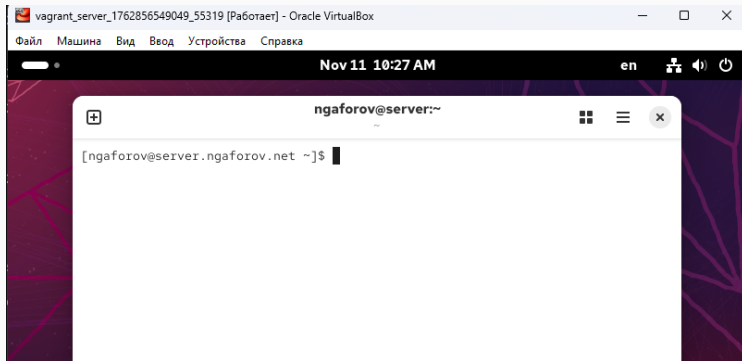 vagrant_server_1762856549049_55319 [Работает] - Oracle VirtualBox
Файл Машина Вид Ввод Устройства Справка
Nov 11 10:27 AM en
ngaforov@server:~
~
[ngaforov@server.ngaforov.net ~]$